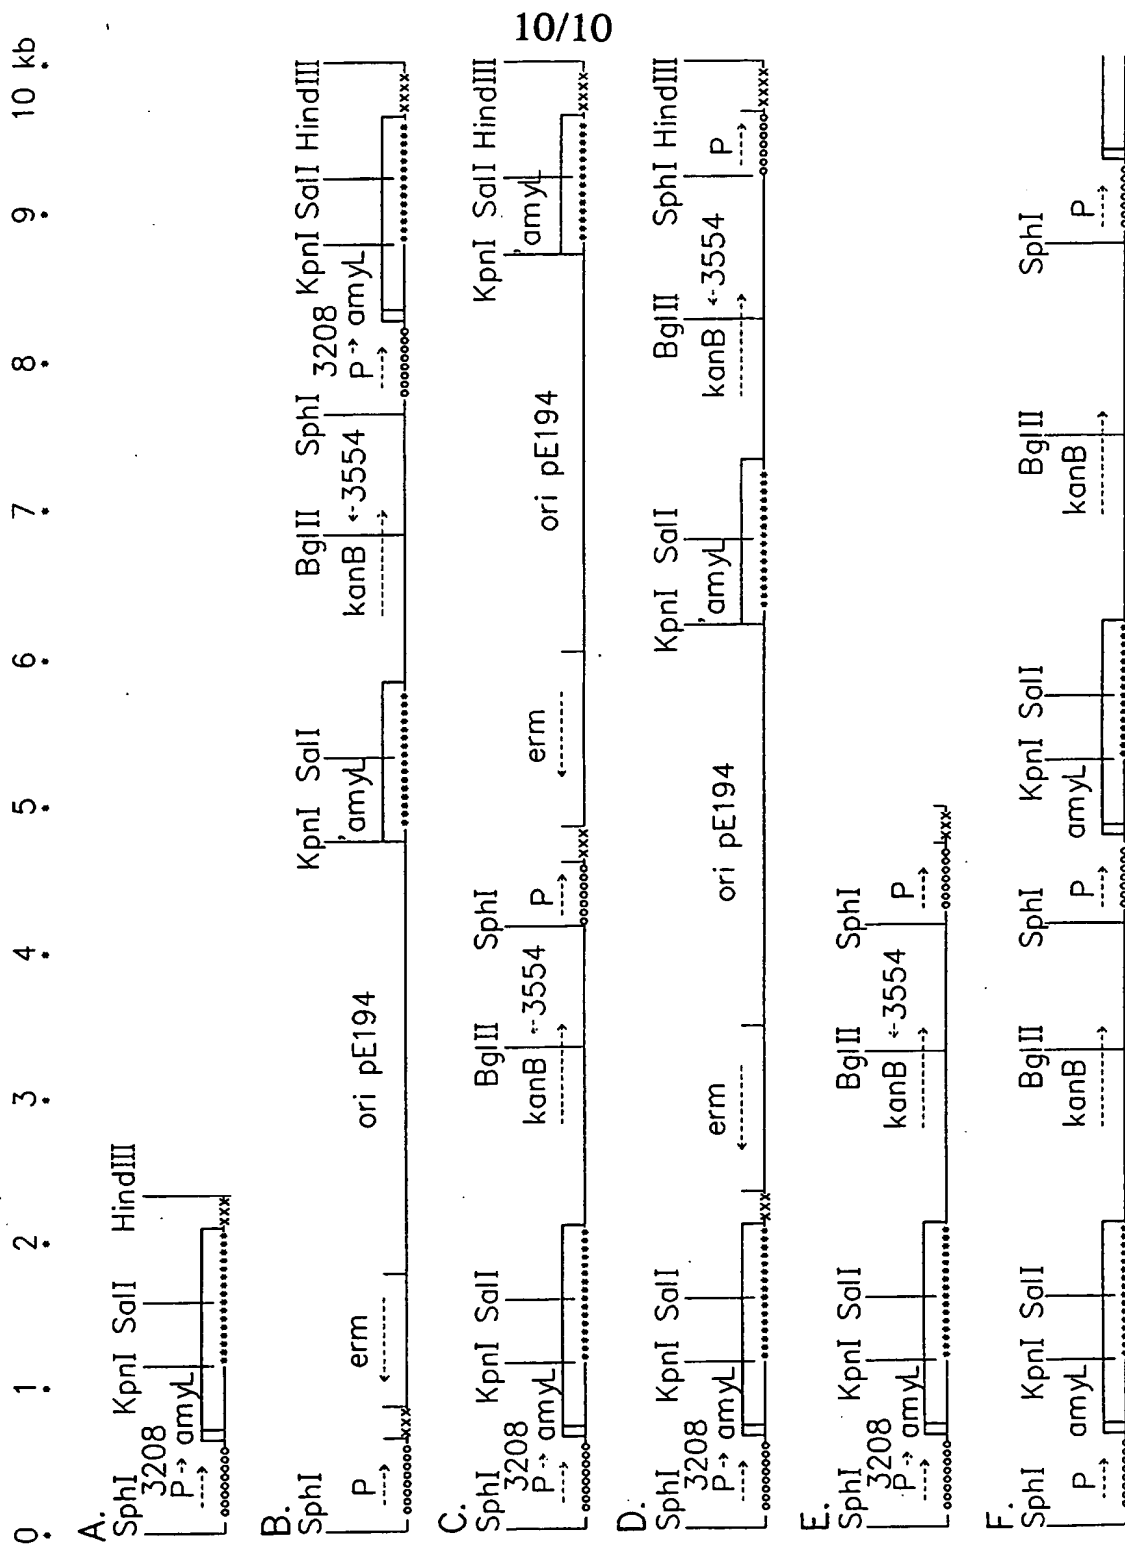 10/10
0 1 2 3 4 5 6 7 8 9 10 kb
A.
SphI KpnI SalI HindIII
3208
P→ amyL
ooooooo ************** xxx
B.
SphI KpnI SalI BglII SphI KpnI SalI HindIII
3208
P erm ori pE194 'amyL kanB ←3554 P→ amyL
C.
SphI KpnI SalI BglII SphI KpnI SalI HindIII
3208
P→ amyL kanB ←3554 P erm ori pE194 'amyL
D.
SphI KpnI SalI KpnI SalI BglII SphI HindIII
3208
P→ amyL erm ori pE194 'amyL kanB ←3554 P
E.
SphI KpnI SalI BglII SphI
3208
P→ amyL kanB ←3554 P
F.
SphI KpnI SalI BglII SphI KpnI SalI BglII SphI
P amyL kanB P amyL kanB P